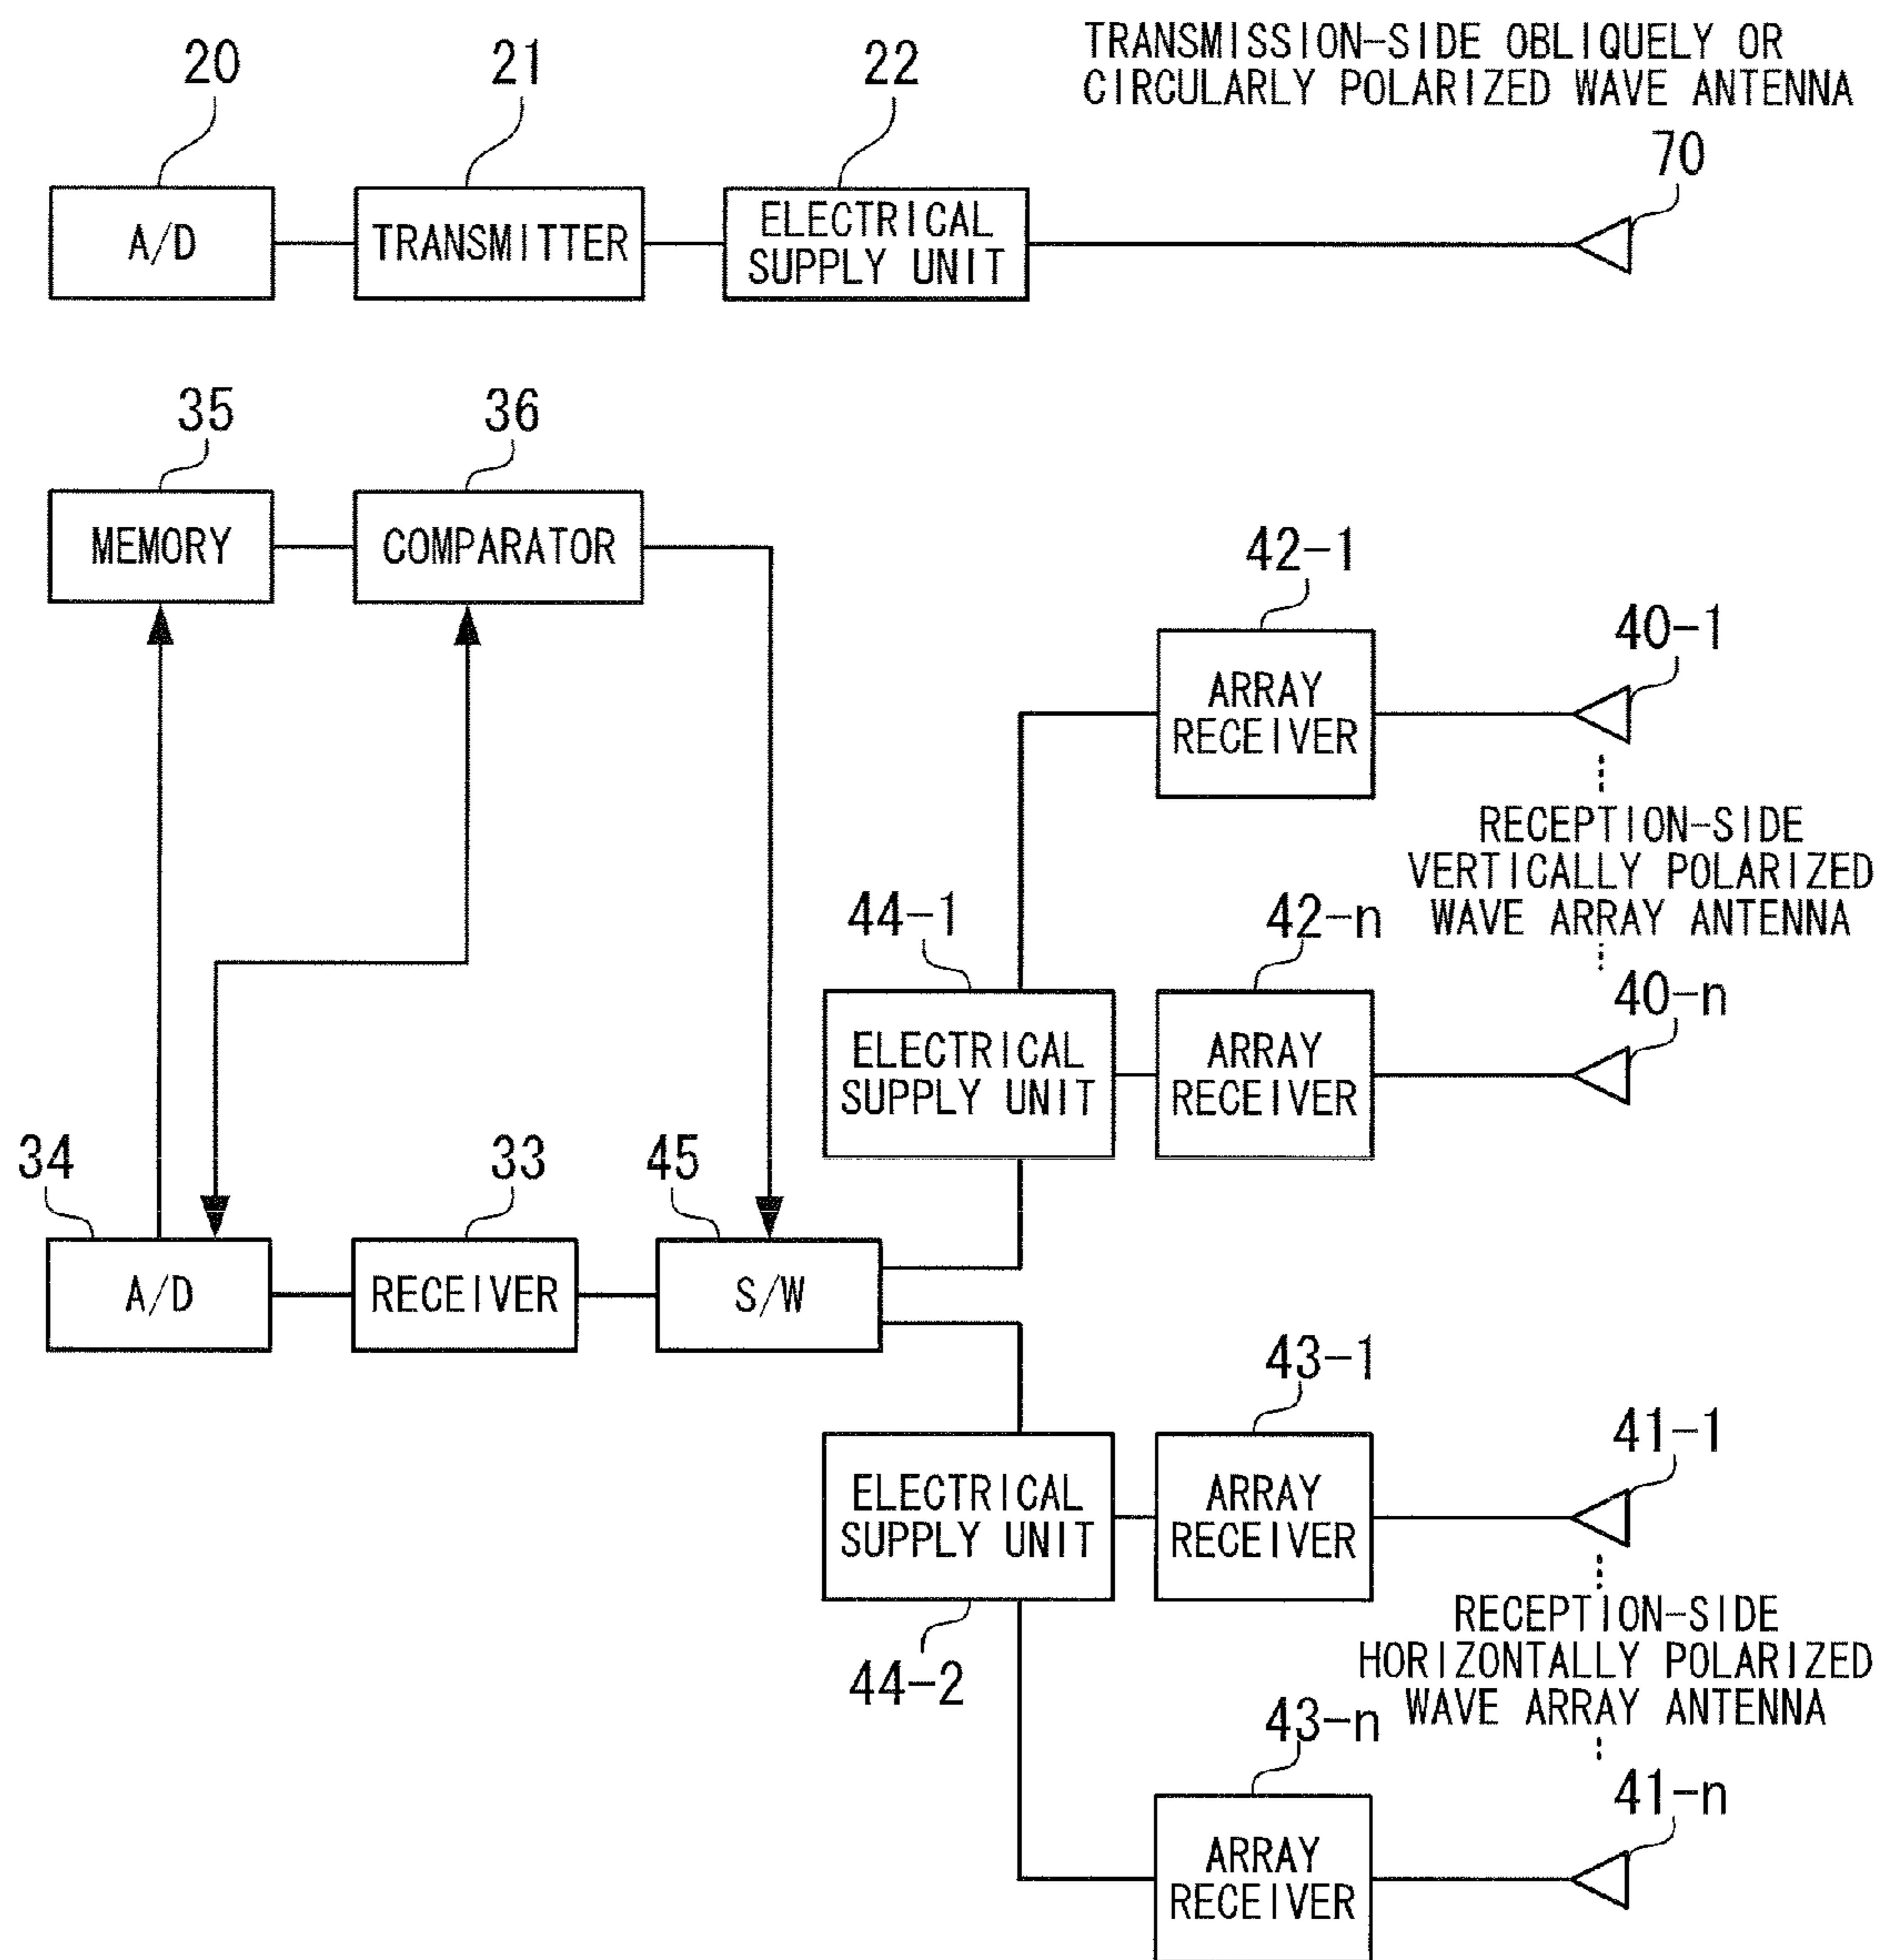 20
21
22
TRANSMISSION-SIDE OBLIQUELY OR
CIRCULARLY POLARIZED WAVE ANTENNA
70
A/D
TRANSMITTER
ELECTRICAL
SUPPLY UNIT
35
36
MEMORY
COMPARATOR
42-1
40-1
ARRAY
RECEIVER
RECEPTION-SIDE
VERTICALLY POLARIZED
WAVE ARRAY ANTENNA
44-1
42-n
40-n
ELECTRICAL
SUPPLY UNIT
ARRAY
RECEIVER
34
33
45
A/D
RECEIVER
S/W
43-1
41-1
ELECTRICAL
SUPPLY UNIT
ARRAY
RECEIVER
RECEPTION-SIDE
HORIZONTALLY POLARIZED
WAVE ARRAY ANTENNA
44-2
43-n
41-n
ARRAY
RECEIVER